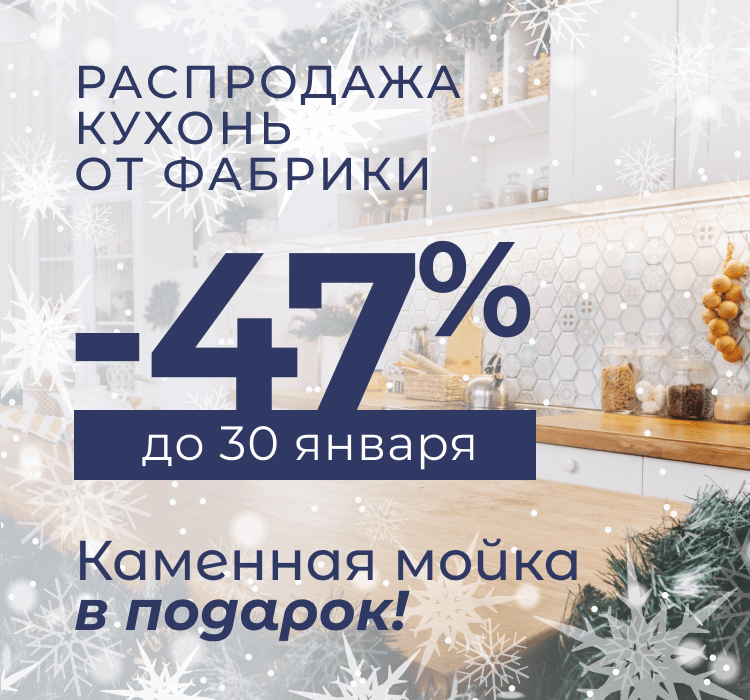 РАСПРОДАЖА
КУХОНЬ
ОТ ФАБРИКИ
-47%
до 30 января
Каменная мойка
в подарок!